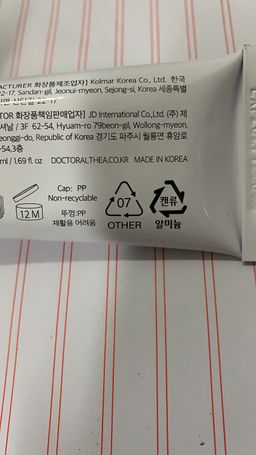 ACTURER 화장품제조업자] Kolmar Korea Co., Ltd. 한국
22-17, Sandan-gil, Jeonui-myeon, Sejong-si, Korea 세종특별
22-17
TOR 화장품책임판매업자] JD International Co.,Ltd. (주) 제
셔날 / 3F 62-54, Hyuam-ro 79beon-gil, Wollong-myeon,
eonggi-do, Republic of Korea 경기도 파주시 월롱면 휴암로
-54,3층
ml / 1.69 fl. oz DOCTORALTHEA.CO.KR MADE IN KOREA
12 M
Cap: PP
Non-recyclable
뚜껑:PP
재활용 어려움
07
OTHER
캔류
알미늄